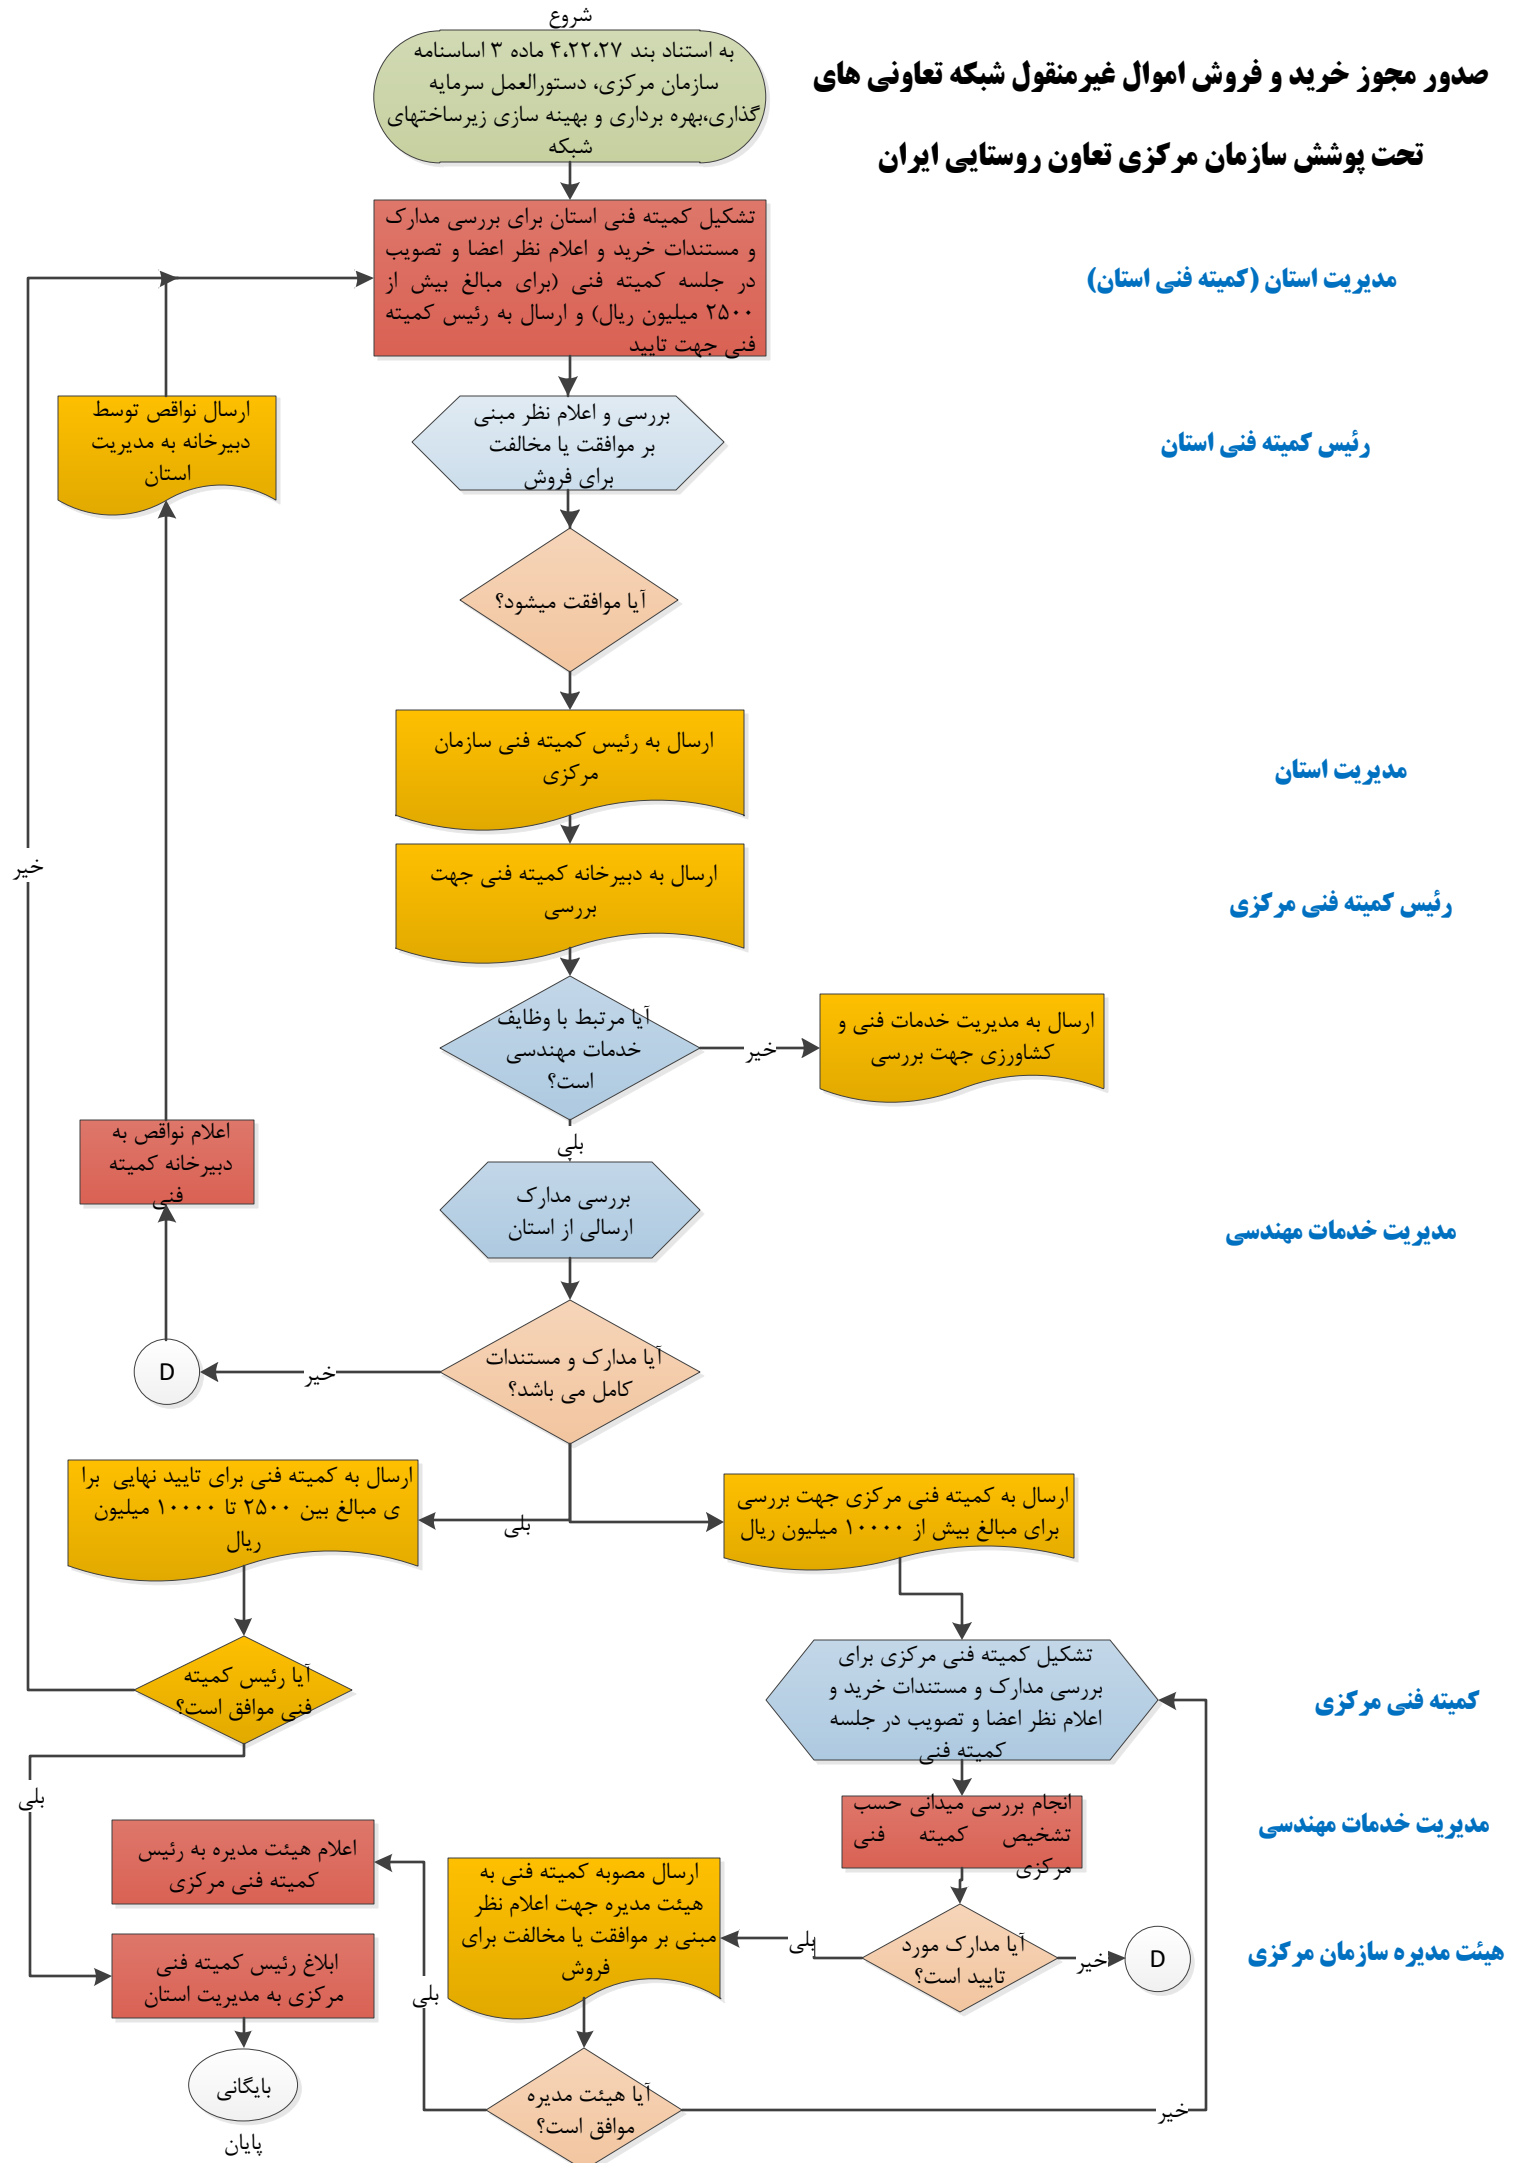 شروع
صدور مجوز خرید و فروش اموال غیرمنقول شبکه تعاونی های
تحت پوشش سازمان مرکزی تعاون روستایی ایران
به استناد بند ۴،۲۲،۲۷ ماده ۳ اساسنامه
سازمان مرکزی، دستورالعمل سرمایه
گذاری،بهره برداری و بهینه سازی زیرساختهای
شبکه
تشکیل کمیته فنی استان برای بررسی مدارک
و مستندات خرید و اعلام نظر اعضا و تصویب
در جلسه کمیته فنی (برای مبالغ بیش از
۲۵۰۰ میلیون ریال) و ارسال به رئیس کمیته
فنی جهت تایید
مدیریت استان (کمیته فنی استان)
بررسی و اعلام نظر مبنی
بر موافقت یا مخالفت
برای فروش
رئیس کمیته فنی استان
ارسال نواقص توسط
دبیرخانه به مدیریت
استان
آیا موافقت میشود؟
ارسال به رئیس کمیته فنی سازمان
مرکزی
مدیریت استان
خیر
ارسال به دبیرخانه کمیته فنی جهت
بررسی
رئیس کمیته فنی مرکزی
آیا مرتبط با وظایف
خدمات مهندسی
است؟
خیر
ارسال به مدیریت خدمات فنی و
کشاورزی جهت بررسی
بلی
اعلام نواقص به
دبیرخانه کمیته
فنی
بررسی مدارک
ارسالی از استان
مدیریت خدمات مهندسی
آیا مدارک و مستندات
کامل می باشد؟
خیر
D
ارسال به کمیته فنی مرکزی جهت بررسی
برای مبالغ بیش از ۱۰۰۰۰ میلیون ریال
بلی
ارسال به کمیته فنی برای تایید نهایی  برا
ی مبالغ بین ۲۵۰۰ تا ۱۰۰۰۰ میلیون
ریال
تشکیل کمیته فنی مرکزی برای
بررسی مدارک و مستندات خرید و
اعلام نظر اعضا و تصویب در جلسه
کمیته فنی
کمیته فنی مرکزی
آیا رئیس کمیته
فنی موافق است؟
بلی
انجام بررسی میدانی حسب
تشخیص کمیته فنی
مرکزی
مدیریت خدمات مهندسی
اعلام هیئت مدیره به رئیس
کمیته فنی مرکزی
ارسال مصوبه کمیته فنی به
هیئت مدیره جهت اعلام نظر
مبنی بر موافقت یا مخالفت برای
فروش
بلی
آیا مدارک مورد
تایید است؟
خیر
D
هیئت مدیره سازمان مرکزی
ابلاغ رئیس کمیته فنی
مرکزی به مدیریت استان
بلی
بایگانی
پایان
آیا هیئت مدیره
موافق است؟
خیر